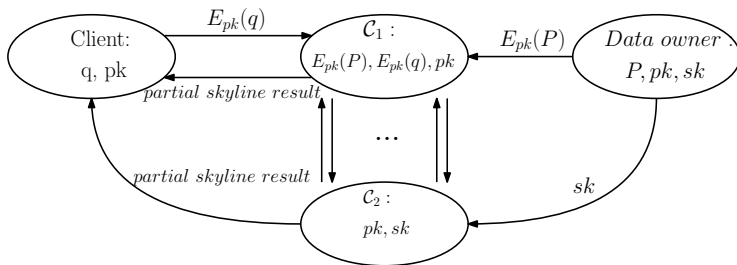 Client:
q, pk
E_{pk}(q)
partial skyline result
C_1 :
E_{pk}(P), E_{pk}(q), pk
E_{pk}(P)
Data owner :
P, pk, sk
...
partial skyline result
sk
C_2 :
pk, sk